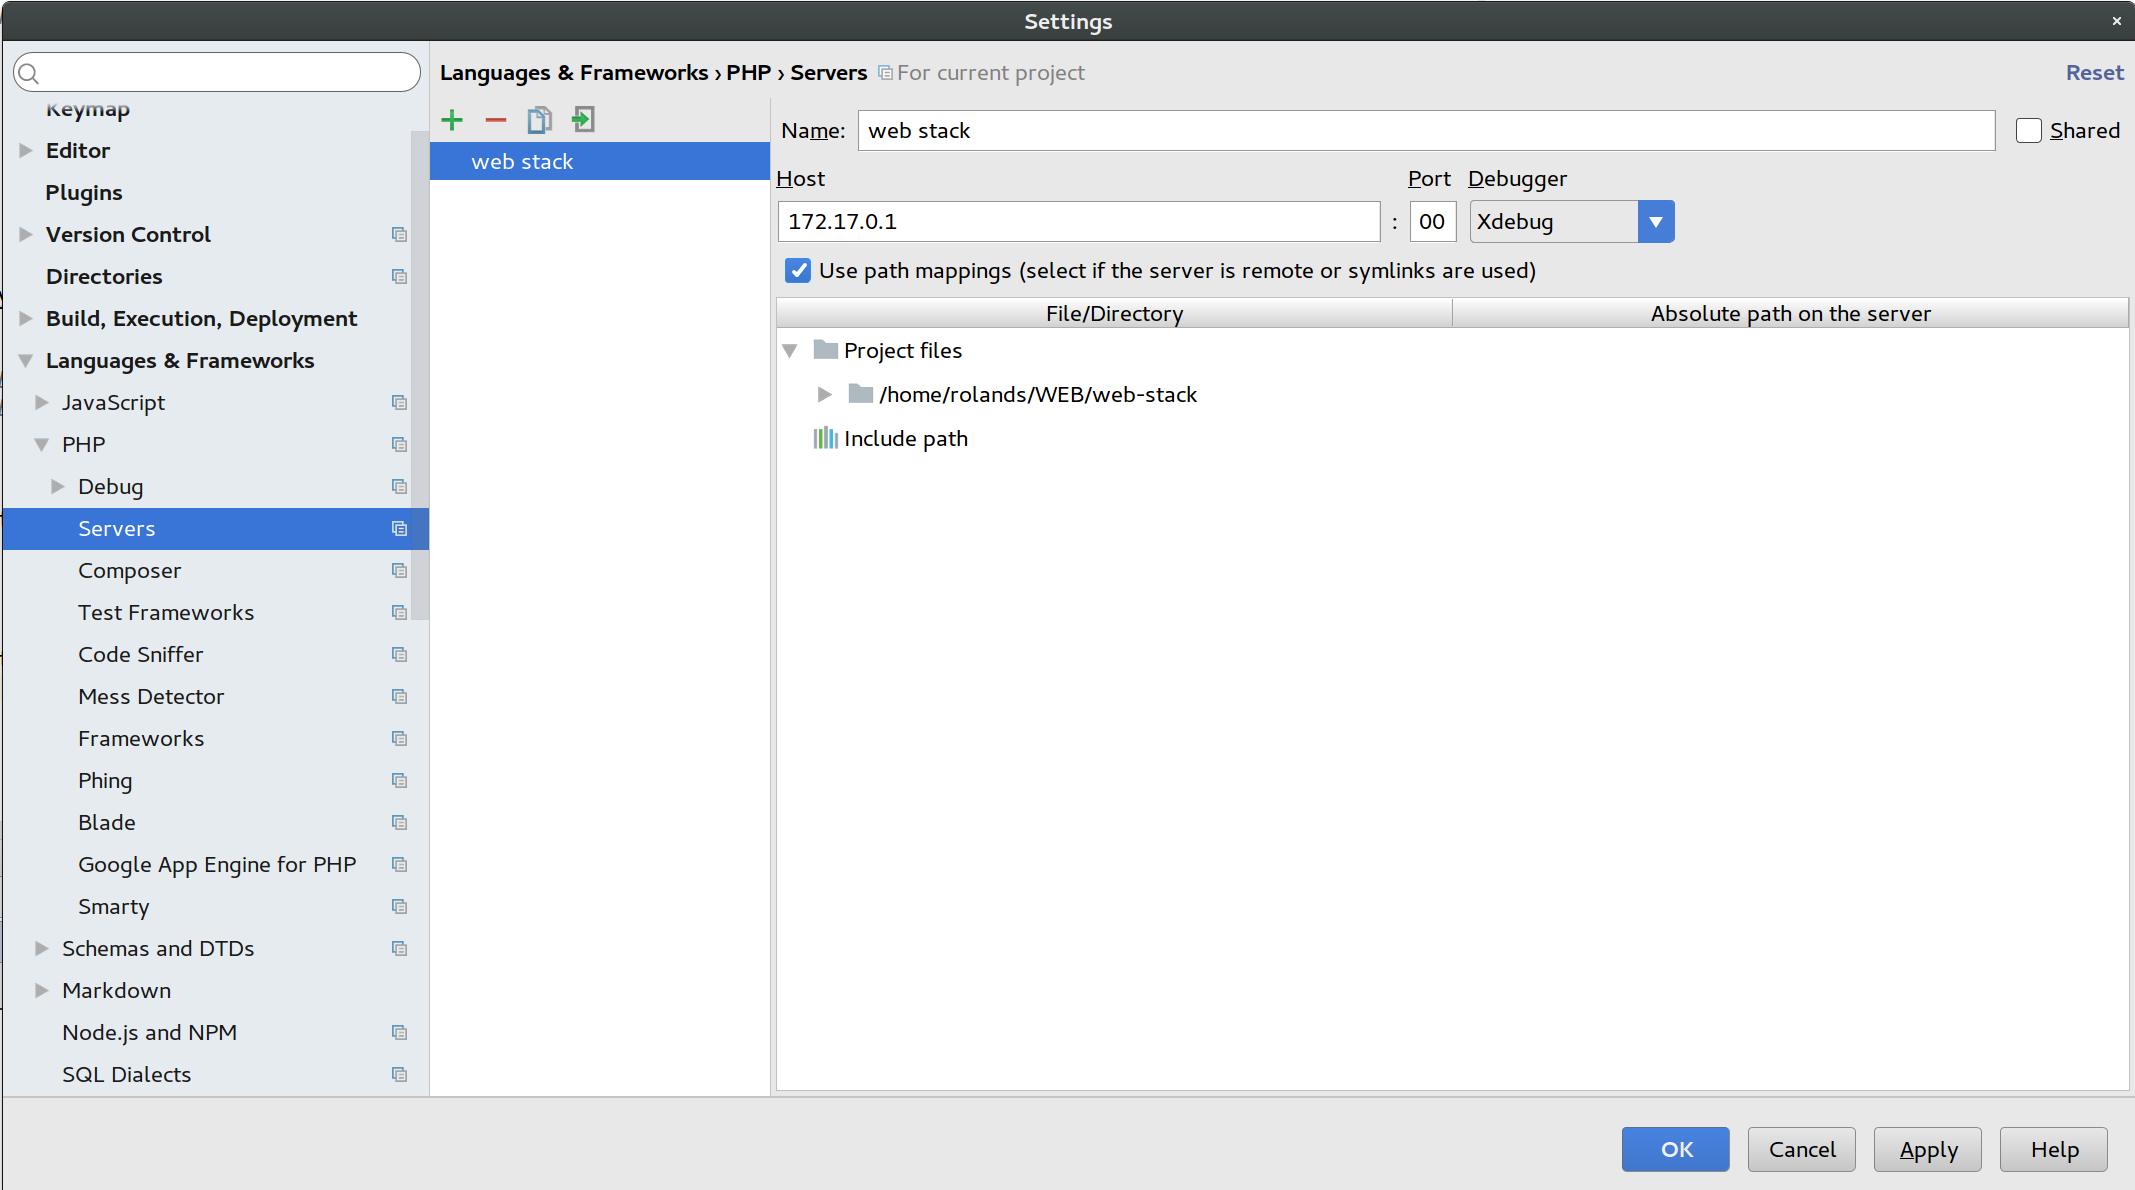 Settings
Keymap
Editor
Plugins
Version Control
Directories
Build, Execution, Deployment
Languages & Frameworks
JavaScript
PHP
Debug
Servers
Composer
Test Frameworks
Code Sniffer
Mess Detector
Frameworks
Phing
Blade
Google App Engine for PHP
Smarty
Schemas and DTDs
Markdown
Node.js and NPM
SQL Dialects
Languages & Frameworks › PHP › Servers For current project
Reset
web stack
Name: web stack Shared
Host Port Debugger
172.17.0.1 : 00 Xdebug
Use path mappings (select if the server is remote or symlinks are used)
File/Directory Absolute path on the server
Project files
/home/rolands/WEB/web-stack
Include path
OK Cancel Apply Help